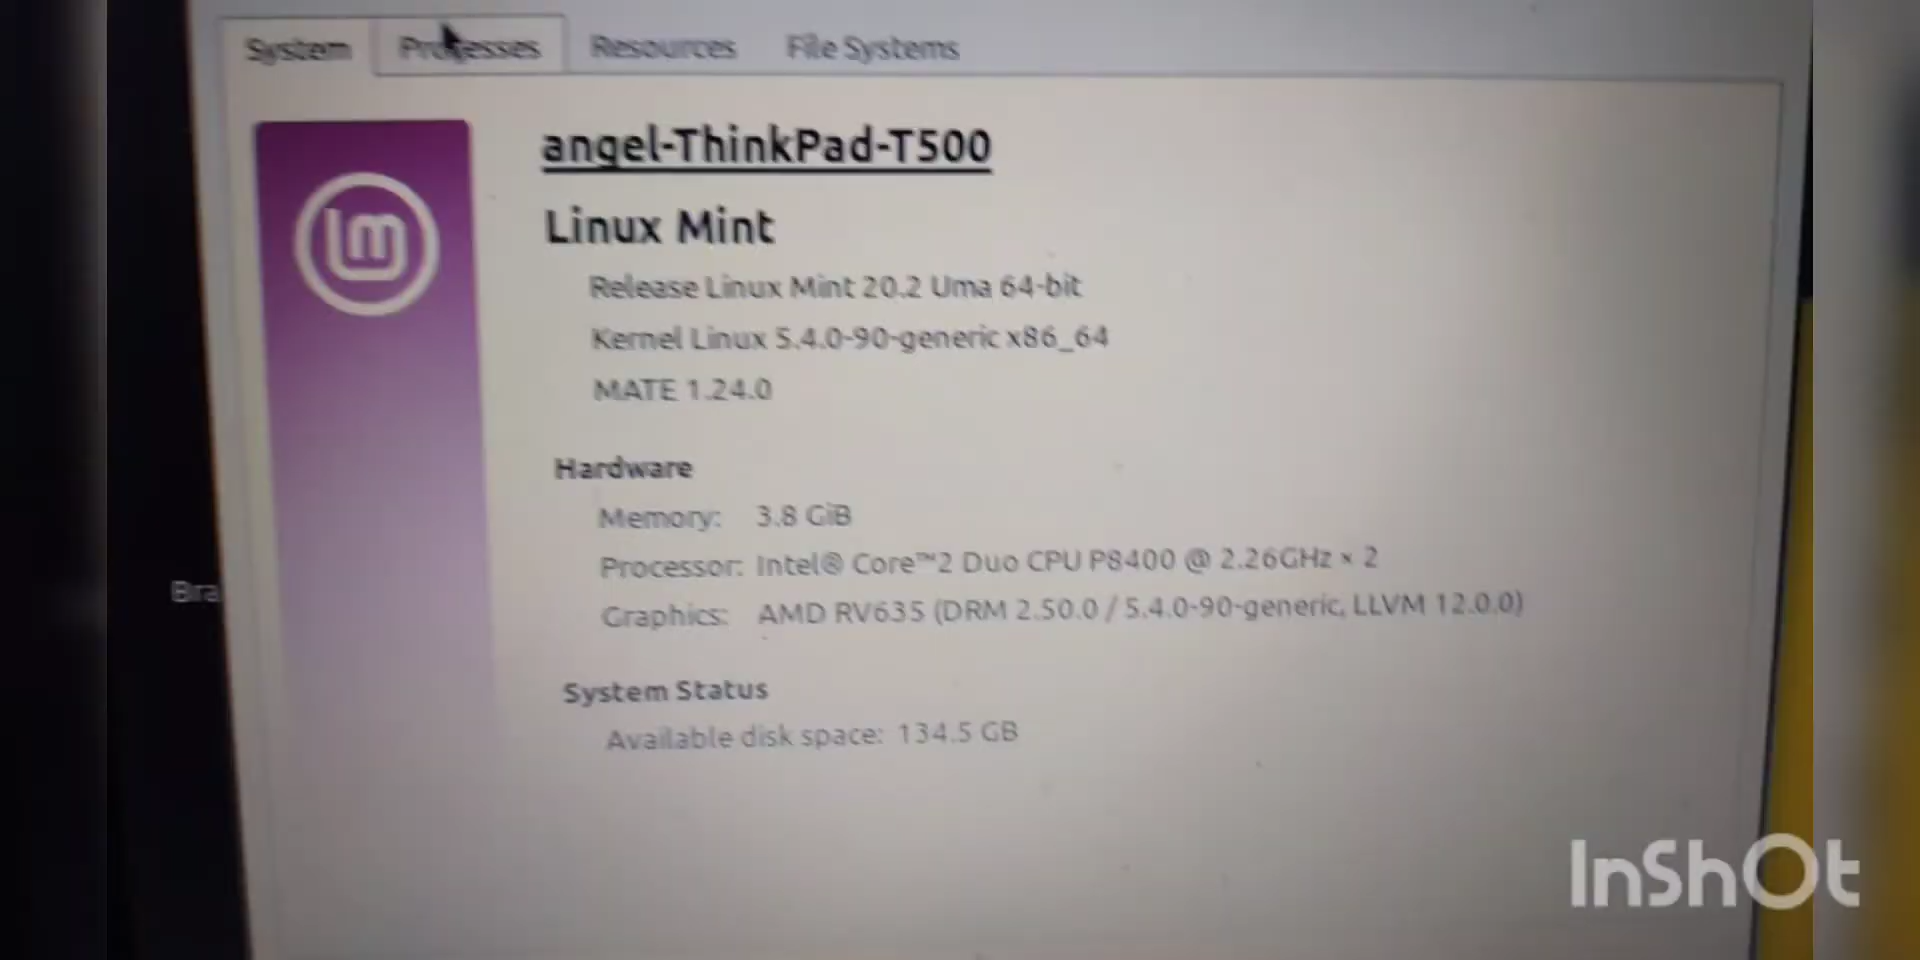 System Processes Resources File Systems
angel-ThinkPad-T500
lm
Linux Mint
Release Linux Mint 20.2 Uma 64-bit
Kernel Linux 5.4.0-90-generic x86_64
MATE 1.24.0
Hardware
Memory: 3.8 GiB
Processor: Intel® Core™2 Duo CPU P8400 @ 2.26GHz × 2
Graphics: AMD RV635 (DRM 2.50.0 / 5.4.0-90-generic, LLVM 12.0.0)
Bra
System Status
Available disk space: 134.5 GB
InShOt